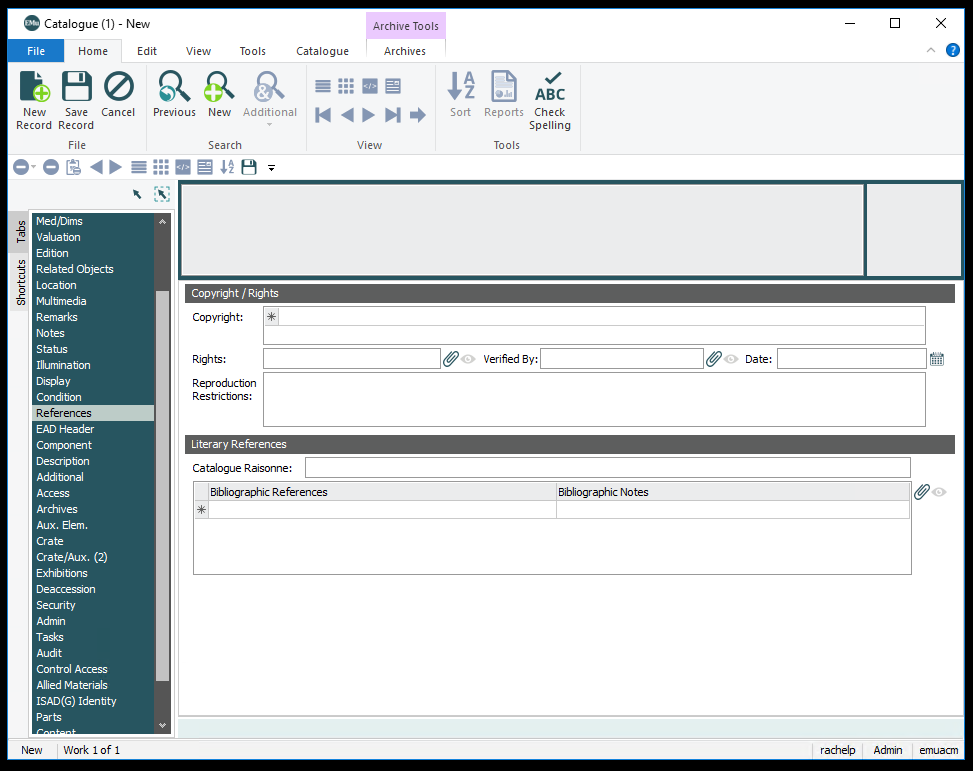 EMu Catalogue (1) - New
Archive Tools
File Home Edit View Tools Catalogue Archives
?
New Record
Save Record
Cancel
File
Previous
New
Additional
Search
</>
View
A
Z
Sort
Reports
ABC
Check Spelling
Tools
</>
A
Z
Tabs
Shortcuts
Med/Dims
Valuation
Edition
Related Objects
Location
Multimedia
Remarks
Notes
Status
Illumination
Display
Condition
References
EAD Header
Component
Description
Additional
Access
Archives
Aux. Elem.
Crate
Crate/Aux. (2)
Exhibitions
Deaccession
Security
Admin
Tasks
Audit
Control Access
Allied Materials
ISAD(G) Identity
Parts
Content
Copyright / Rights
Copyright:
Rights: Verified By: Date:
Reproduction
Restrictions:
Literary References
Catalogue Raisonne:
Bibliographic References Bibliographic Notes
New Work 1 of 1 rachelp Admin emuacm